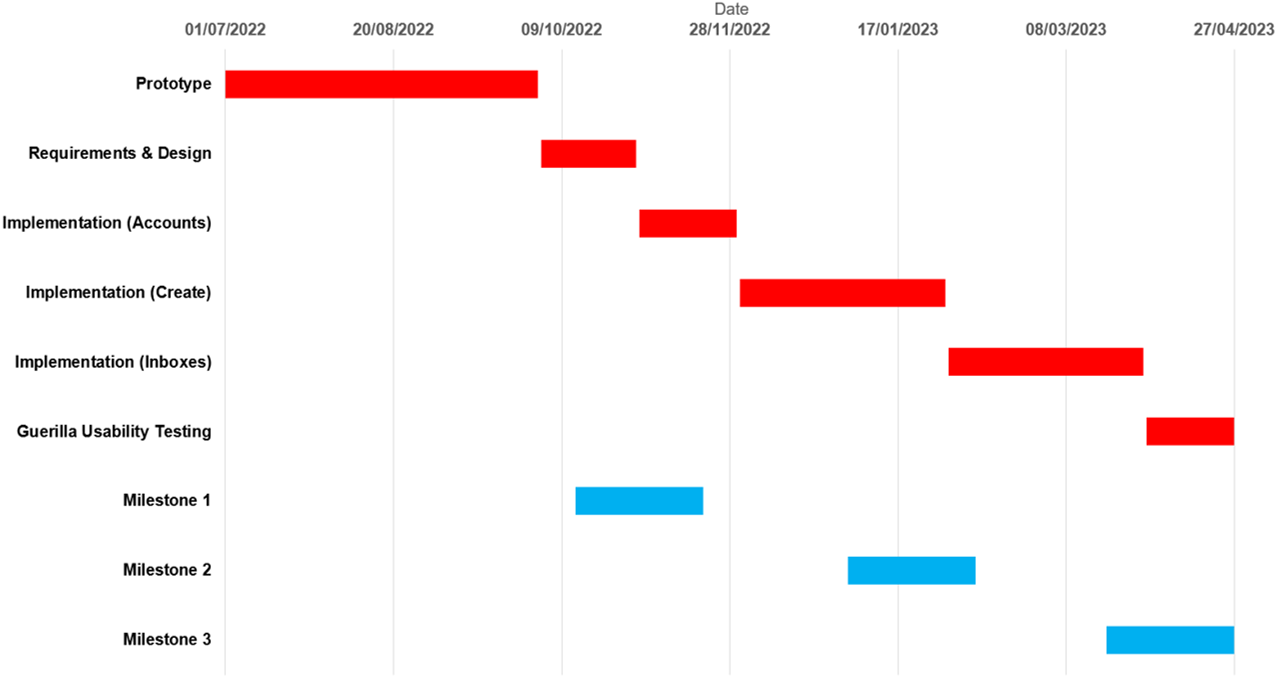 Date
01/07/2022 20/08/2022 09/10/2022 28/11/2022 17/01/2023 08/03/2023 27/04/2023
Prototype
Requirements & Design
Implementation (Accounts)
Implementation (Create)
Implementation (Inboxes)
Guerilla Usability Testing
Milestone 1
Milestone 2
Milestone 3